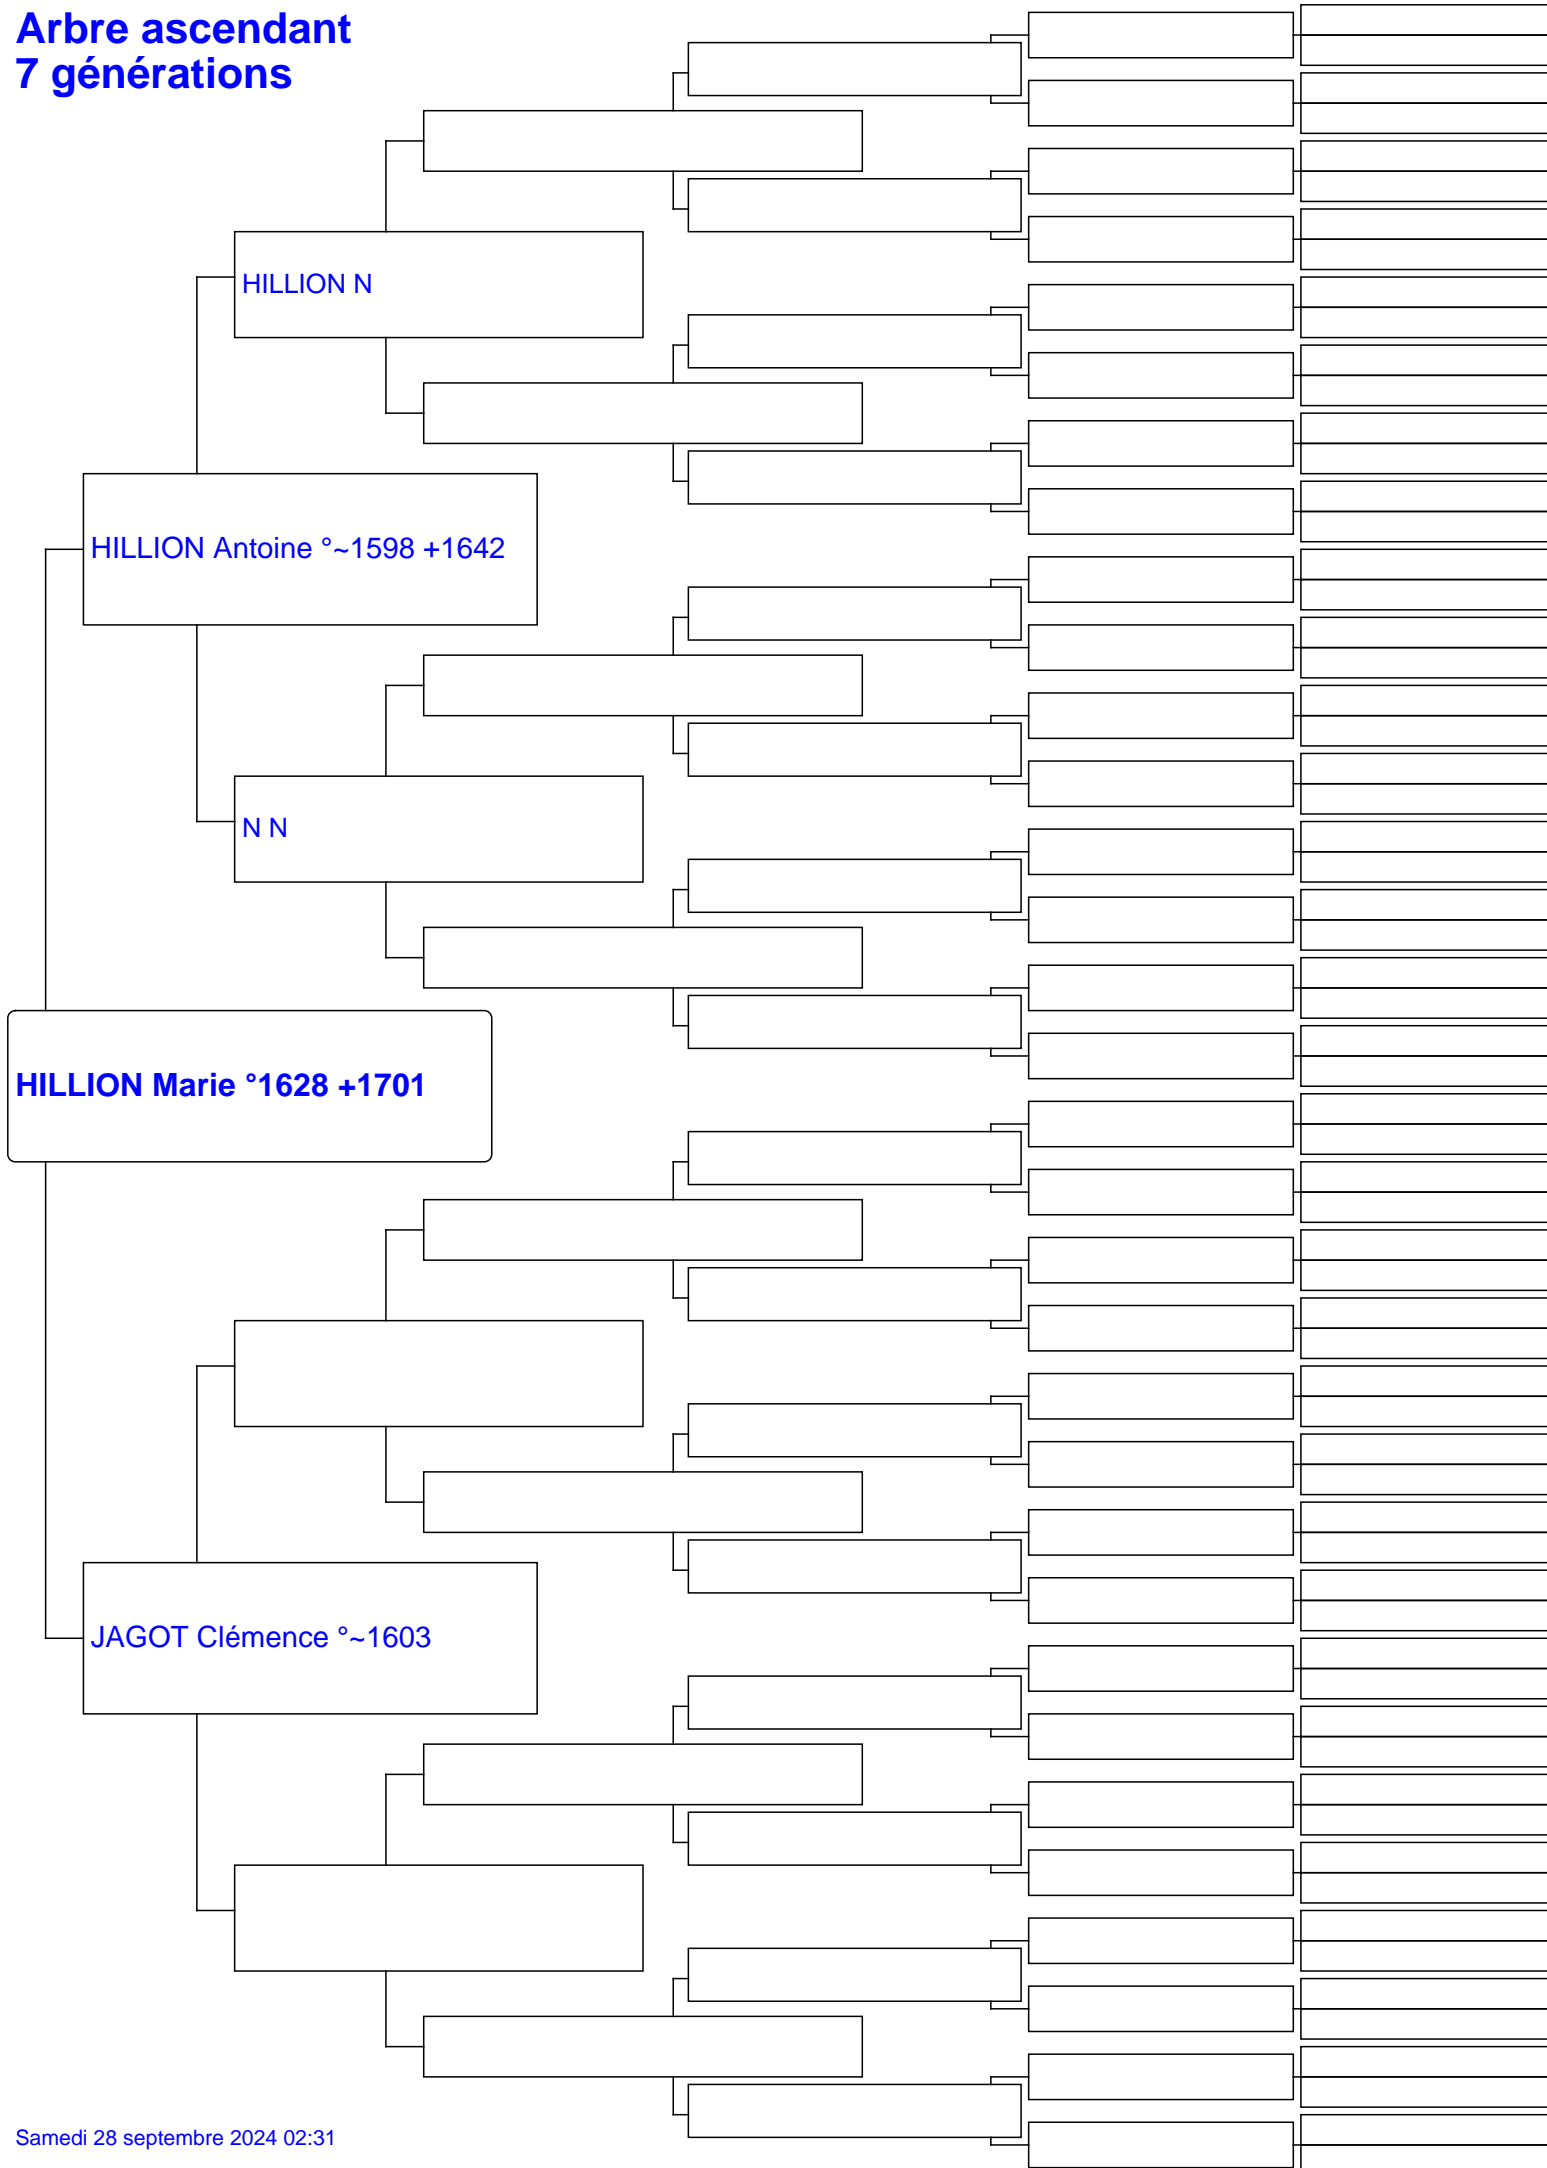 Arbre ascendant
7 générations
HILLION N
HILLION Antoine °~1598 +1642
N N
HILLION Marie °1628 +1701
JAGOT Clémence °~1603
Samedi 28 septembre 2024 02:31